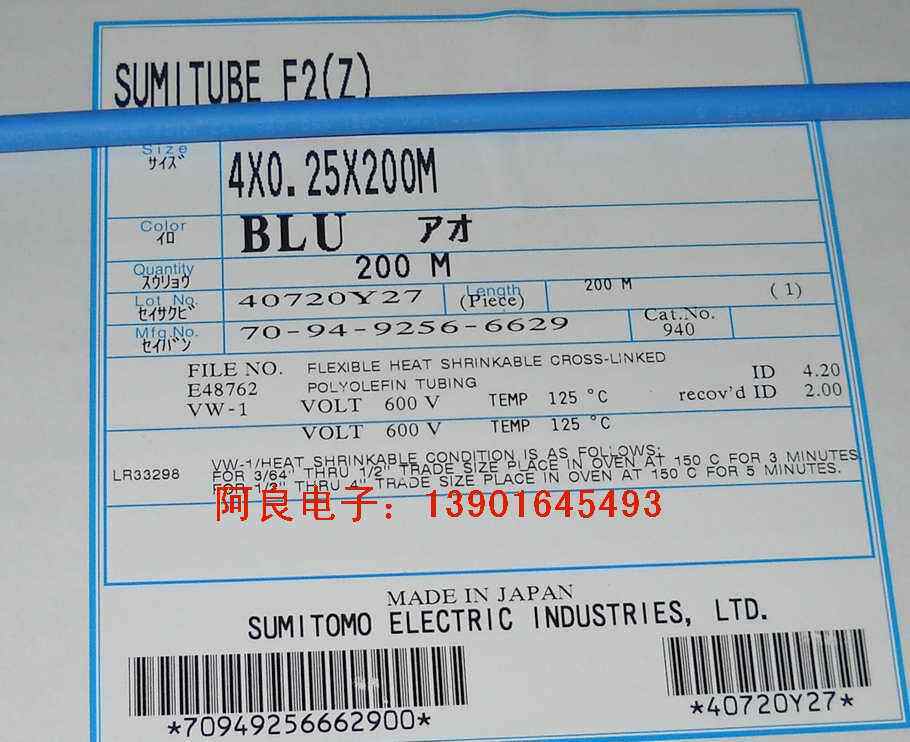 SUMITUBE F2(Z)
Size
サイズ
4X0.25X200M
Color
イロ
BLU アオ
Quantity
スウリョウ
200 M
Lot No.
セイサクビ
40720Y27
Length
(Piece)
200 M (1)
Mfg.No.
セイバン
70-94-9256-6629
Cat.No.
940
FILE NO. FLEXIBLE HEAT SHRINKABLE CROSS-LINKED
E48762 POLYOLEFIN TUBING ID 4.20
VW-1 VOLT 600 V TEMP 125 °C recov'd ID 2.00
VOLT 600 V TEMP 125 °C
VW-1/HEAT SHRINKABLE CONDITION IS AS FOLLOWS;
LR33298 FOR 3/64" THRU 1/2" TRADE SIZE PLACE IN OVEN AT 150 C FOR 3 MINUTES.
THRU 4" TRADE SIZE PLACE IN OVEN AT 150 C FOR 5 MINUTES.
阿良电子：13901645493
MADE IN JAPAN
SUMITOMO ELECTRIC INDUSTRIES, LTD.
*70949256662900*
*40720Y27*